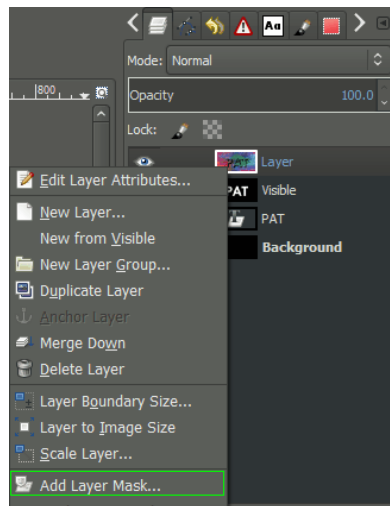 Aa
Mode: Normal
800
Opacity 100.0
Lock:
PAT Layer
Edit Layer Attributes...
PAT Visible
New Layer...
PAT
New from Visible
Background
New Layer Group...
Duplicate Layer
Anchor Layer
Merge Down
Delete Layer
Layer Boundary Size...
Layer to Image Size
Scale Layer...
Add Layer Mask...